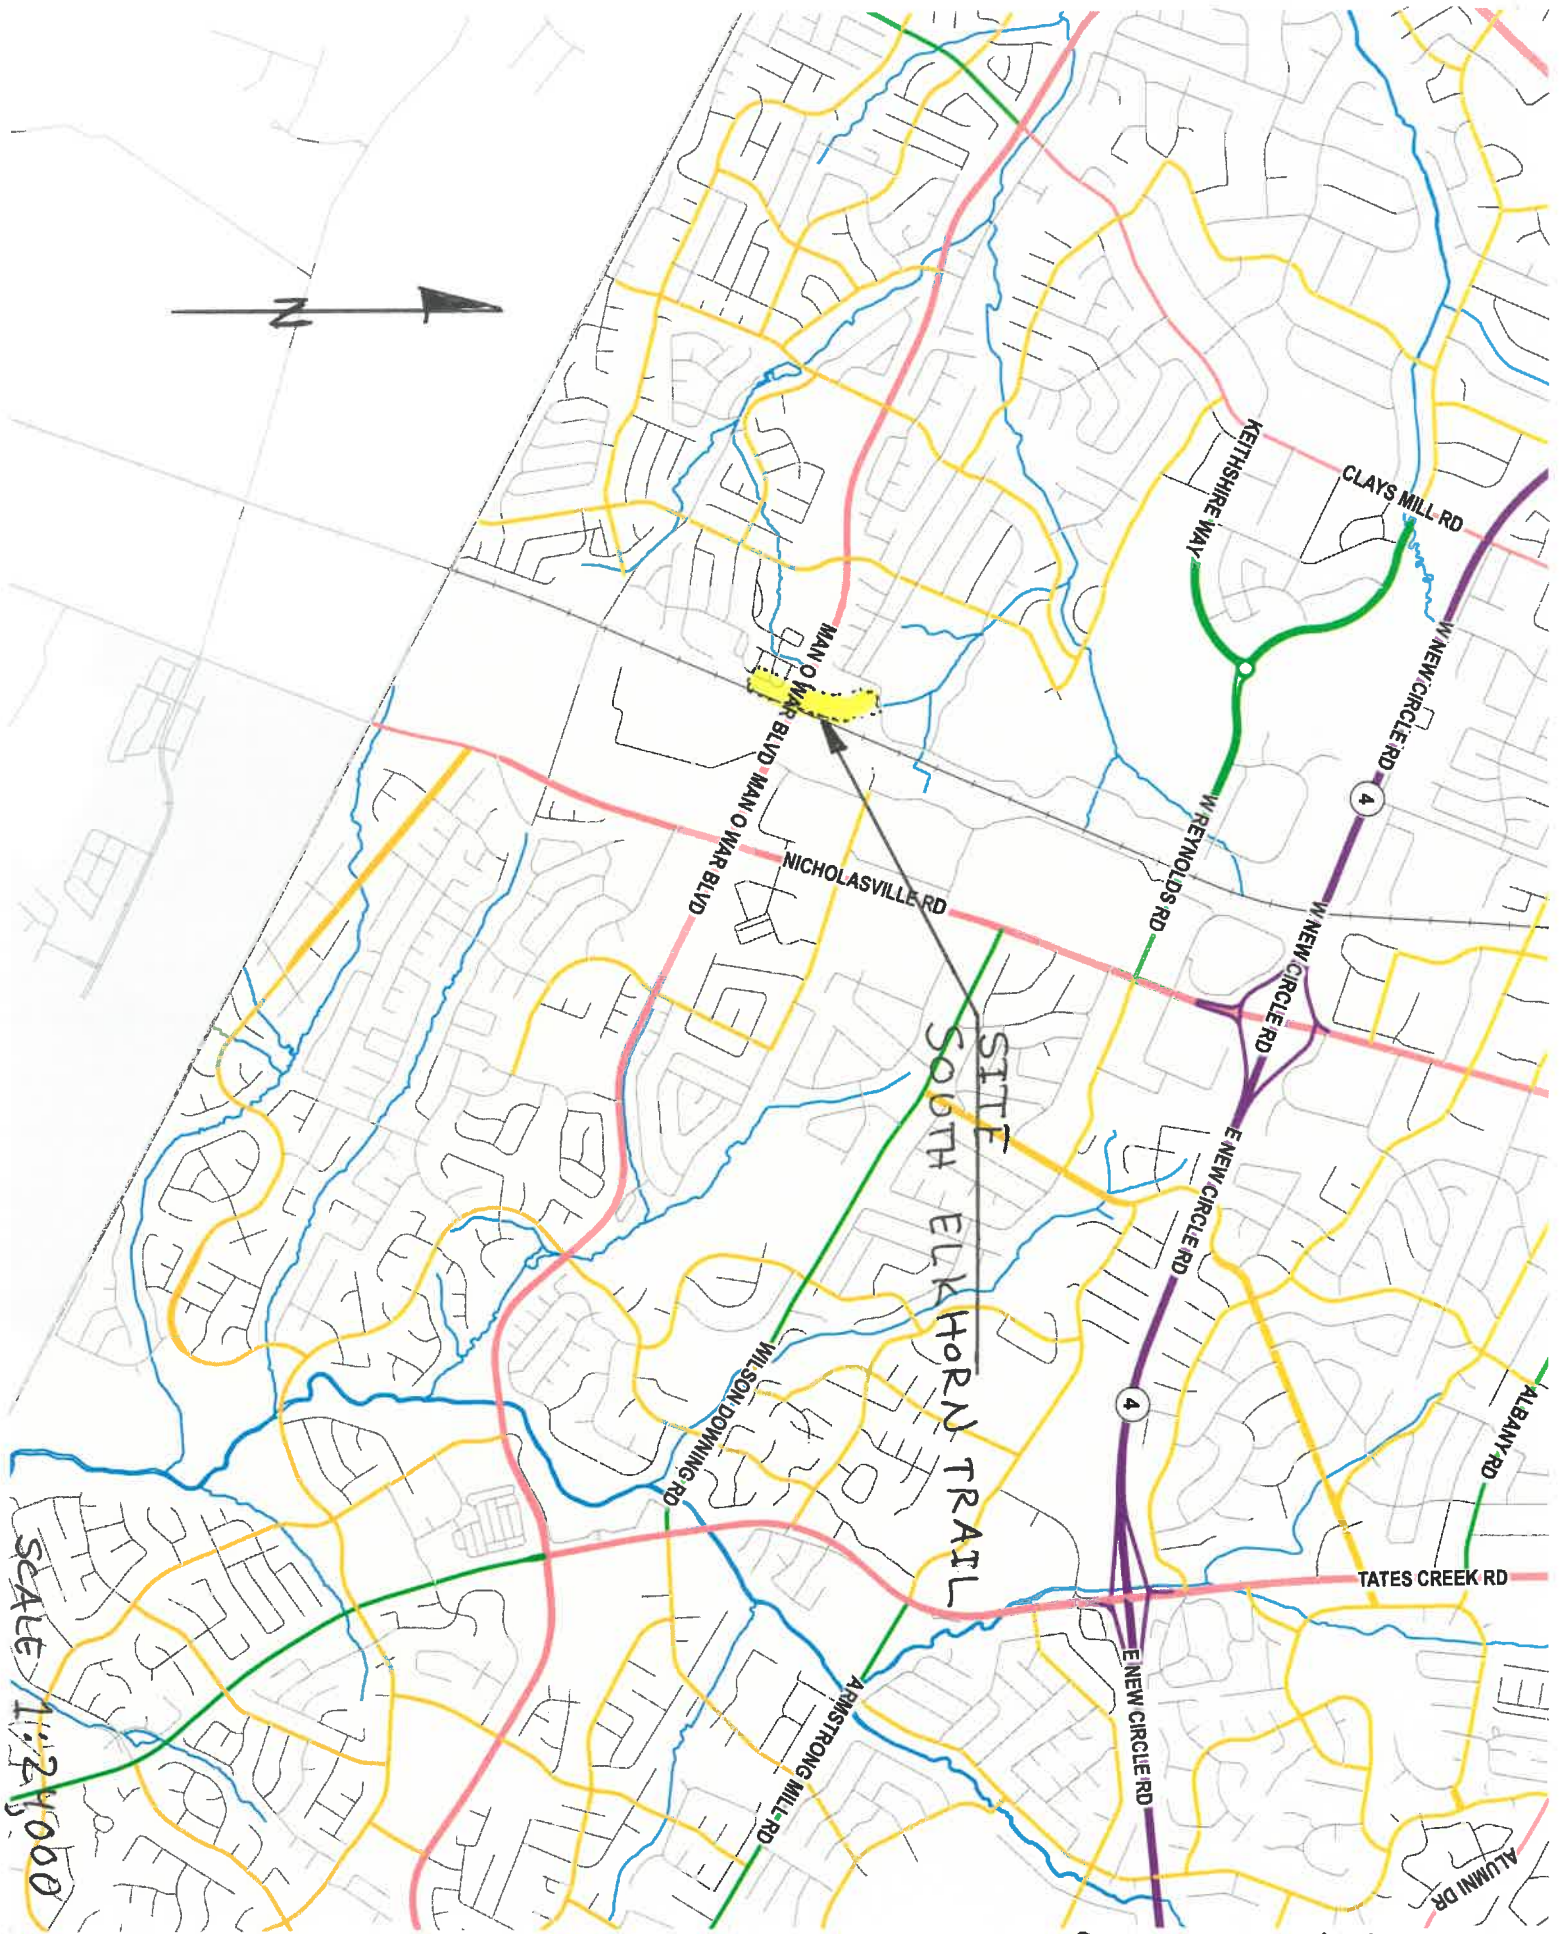 N
KEITHSHIRE WAY
CLAYS MILL RD
W NEW CIRCLE RD
4
MAN O WAR BLVD
MAN O WAR BLVD
W REYNOLDS RD
NICHOLASVILLE RD
W NEW CIRCLE RD
SITE
SOUTH ELKHORN TRAIL
E NEW CIRCLE RD
4
WILSON DOWNING RD
ALBANY RD
TATES CREEK RD
E NEW CIRCLE RD
ARMSTRONG MILL RD
ALUMNI DR
SCALE 1:24,000